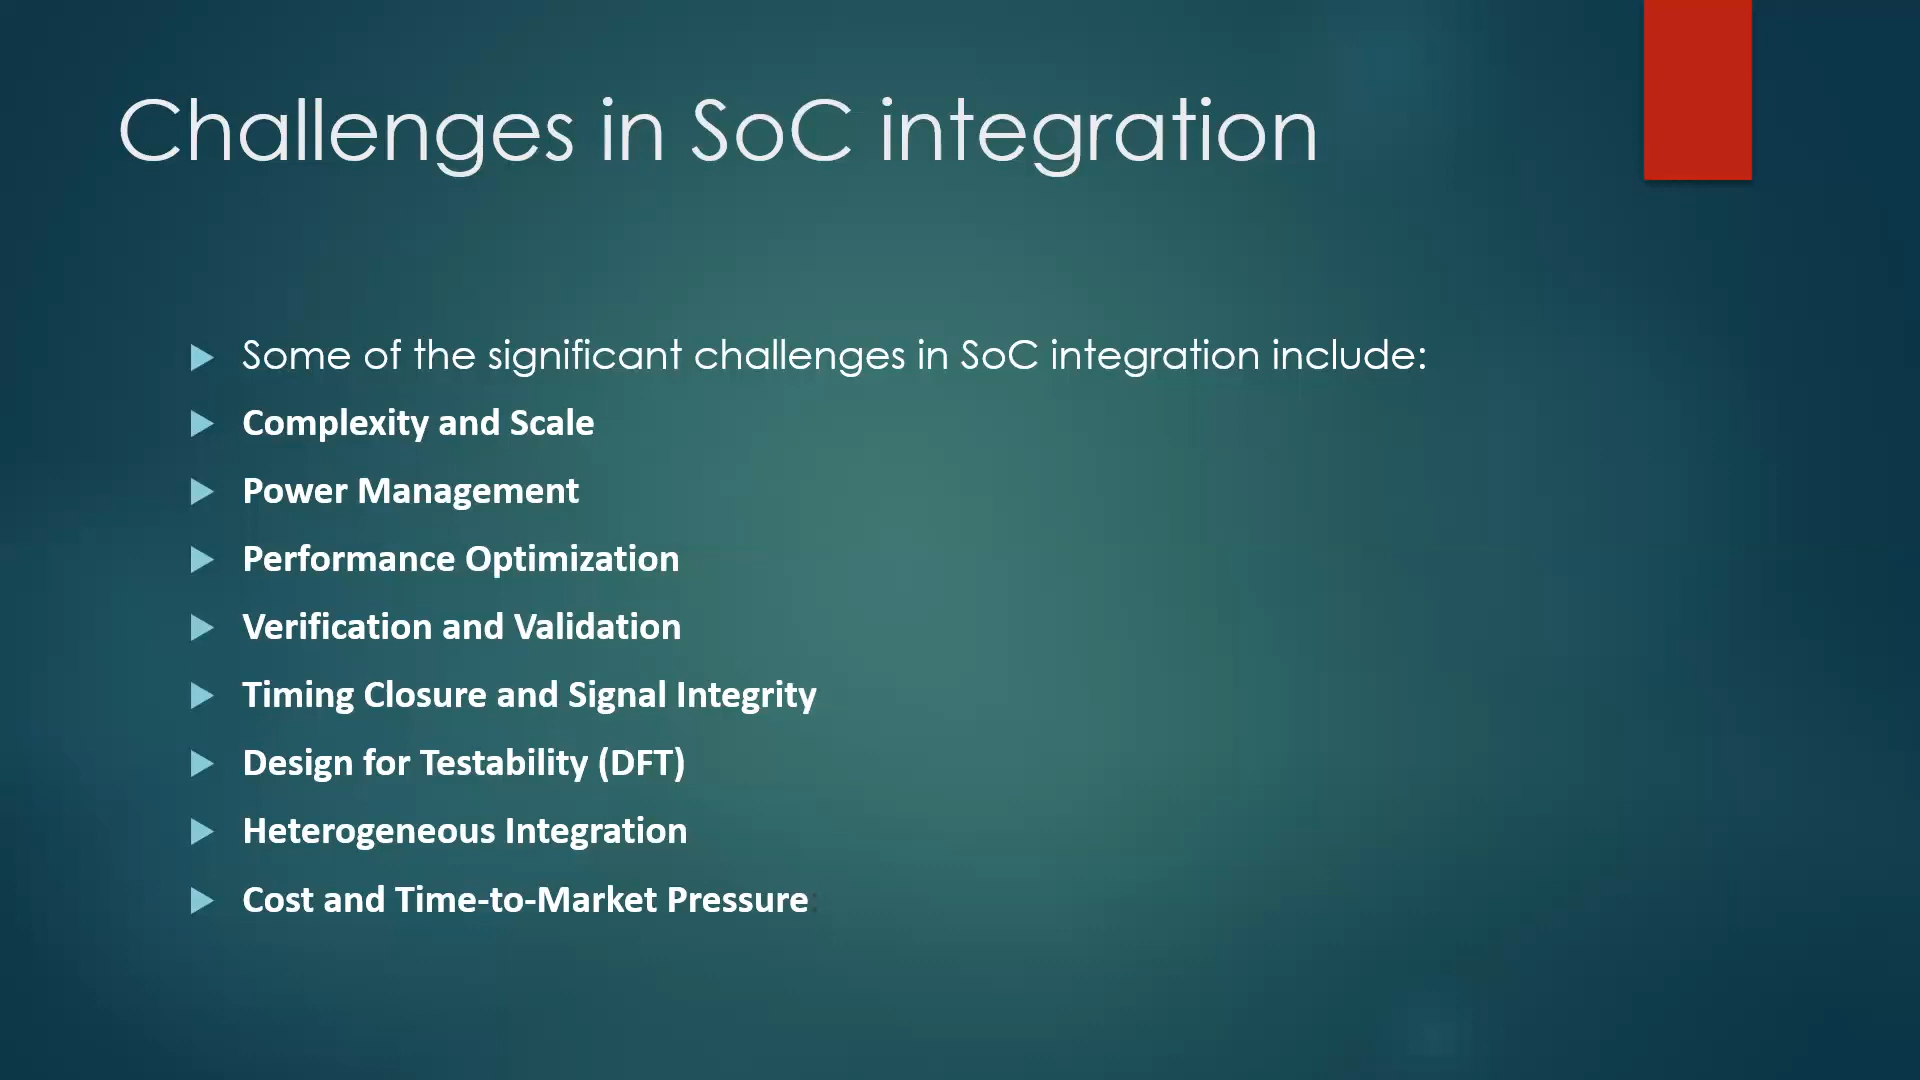 Challenges in SoC integration
Some of the significant challenges in SoC integration include:
Complexity and Scale
Power Management
Performance Optimization
Verification and Validation
Timing Closure and Signal Integrity
Design for Testability (DFT)
Heterogeneous Integration
Cost and Time-to-Market Pressure: